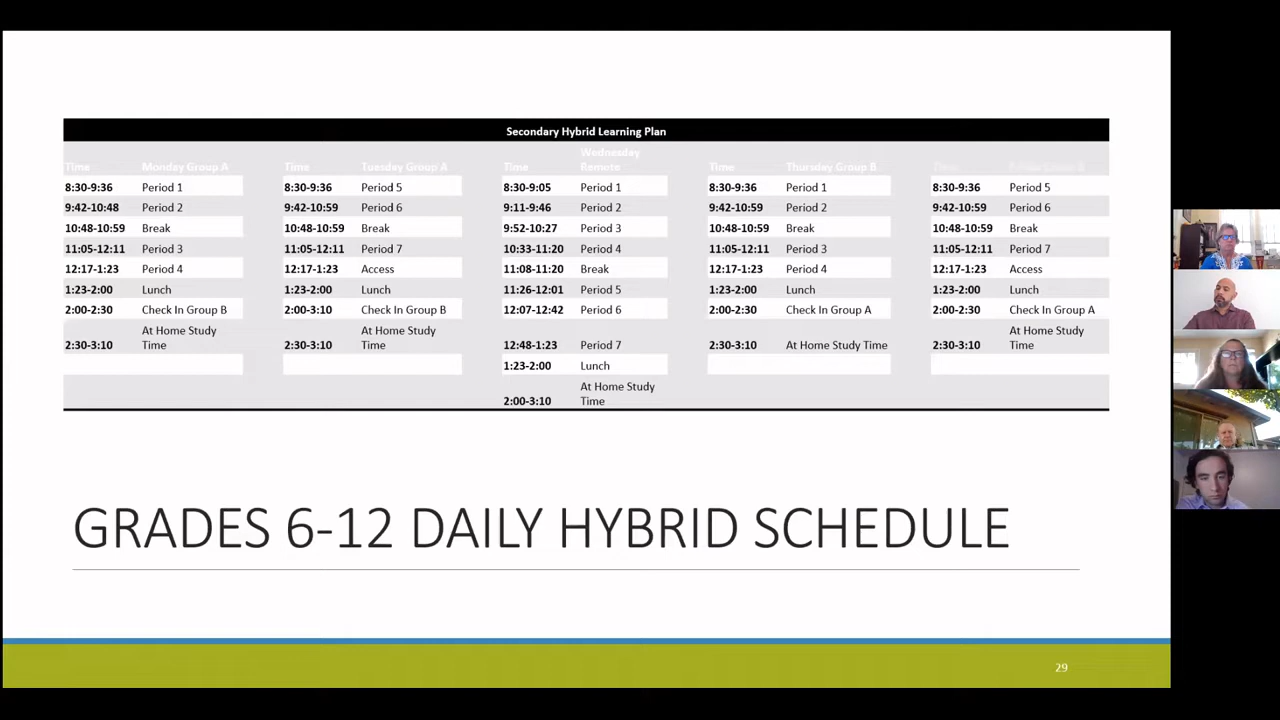 Secondary Hybrid Learning Plan
Wednesday
Time Monday Group A Time Tuesday Group A Time Remote Time Thursday Group B
8:30-9:36 Period 1 8:30-9:36 Period 5 8:30-9:05 Period 1 8:30-9:36 Period 1 8:30-9:36 Period 5
9:42-10:48 Period 2 9:42-10:59 Period 6 9:11-9:46 Period 2 9:42-10:59 Period 2 9:42-10:59 Period 6
10:48-10:59 Break 10:48-10:59 Break 9:52-10:27 Period 3 10:48-10:59 Break 10:48-10:59 Break
11:05-12:11 Period 3 11:05-12:11 Period 7 10:33-11:20 Period 4 11:05-12:11 Period 3 11:05-12:11 Period 7
12:17-1:23 Period 4 12:17-1:23 Access 11:08-11:20 Break 12:17-1:23 Period 4 12:17-1:23 Access
1:23-2:00 Lunch 1:23-2:00 Lunch 11:26-12:01 Period 5 1:23-2:00 Lunch 1:23-2:00 Lunch
2:00-2:30 Check In Group B 2:00-3:10 Check In Group B 12:07-12:42 Period 6 2:00-2:30 Check In Group A 2:00-2:30 Check In Group A
At Home Study At Home Study At Home Study
2:30-3:10 Time 2:30-3:10 Time 12:48-1:23 Period 7 2:30-3:10 At Home Study Time 2:30-3:10 Time
1:23-2:00 Lunch
At Home Study
2:00-3:10 Time
GRADES 6-12 DAILY HYBRID SCHEDULE
29